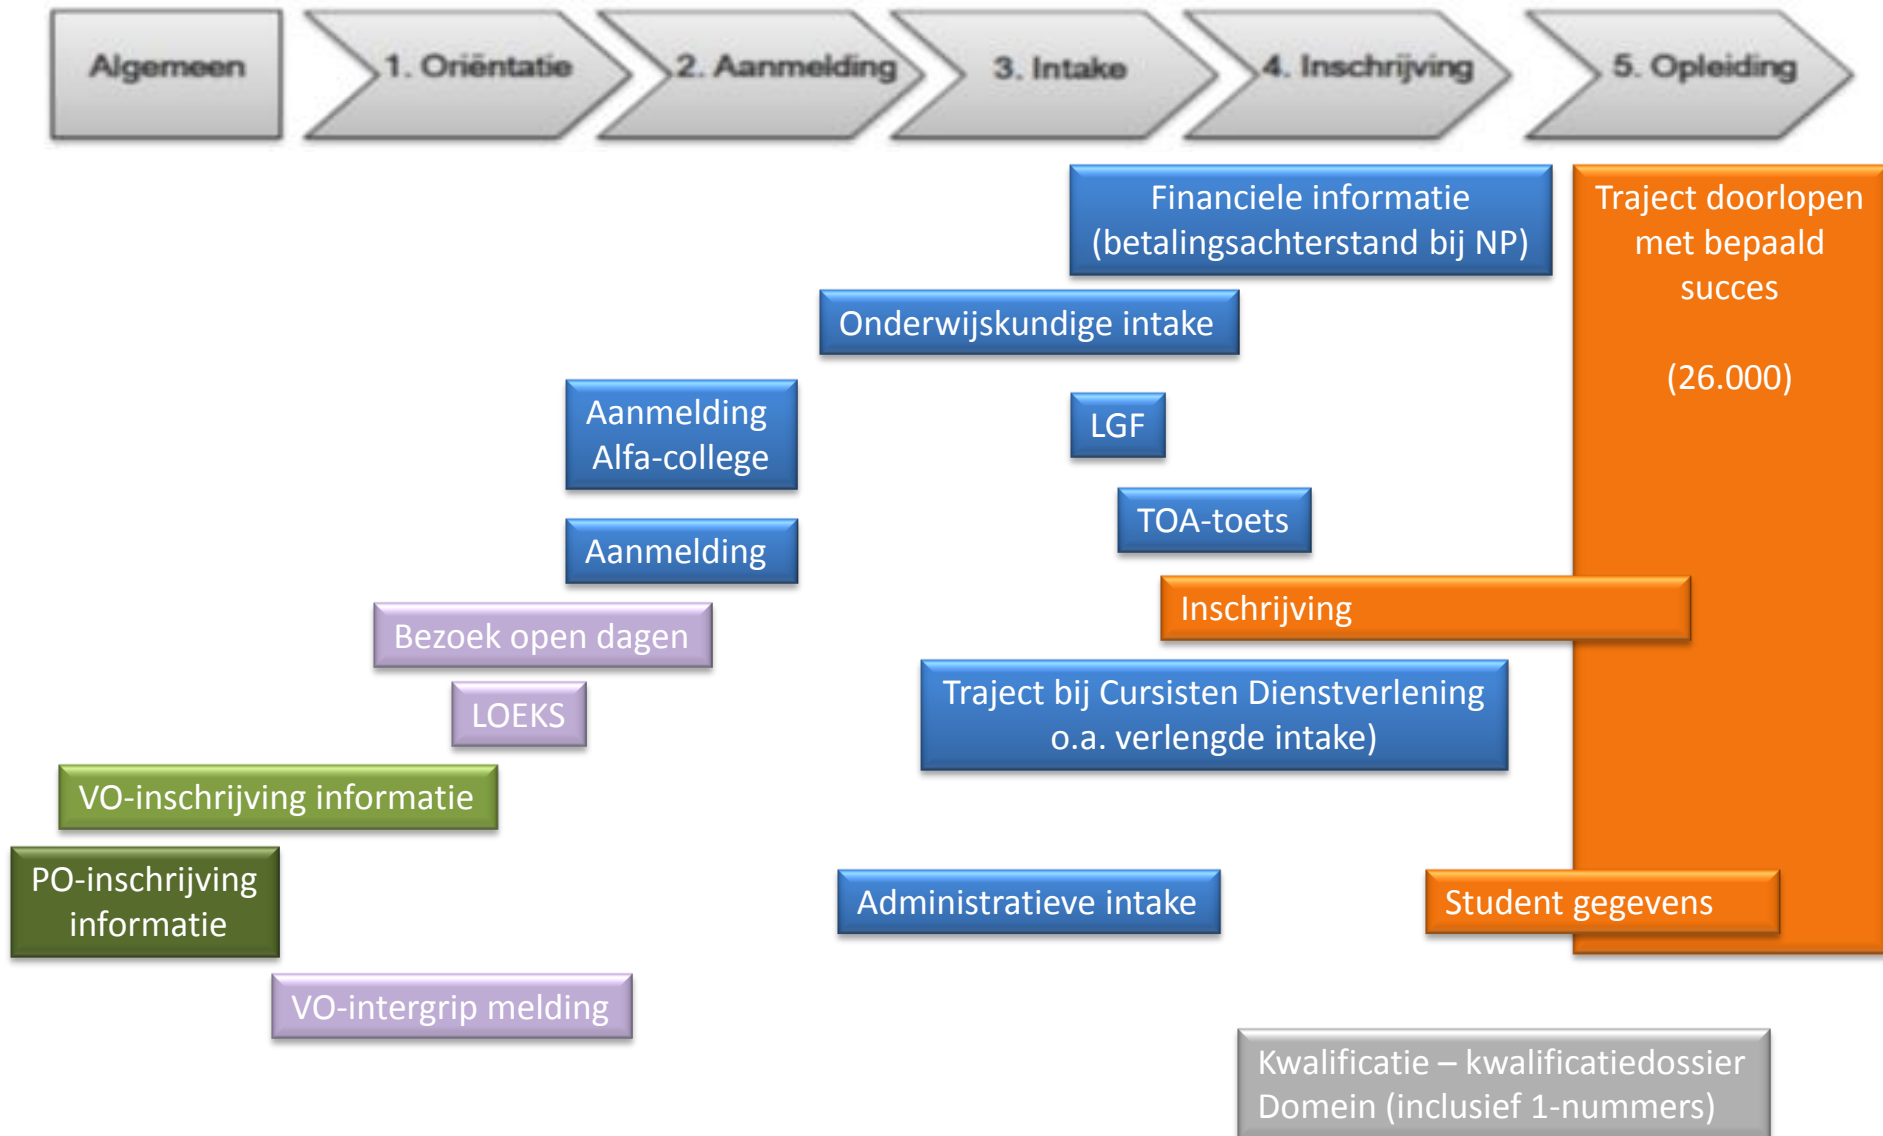 Algemeen
1. Oriëntatie
2. Aanmelding
3. Intake
4. Inschrijving
5. Opleiding
Financiele informatie
(betalingsachterstand bij NP)
Traject doorlopen
met bepaald
succes
(26.000)
Onderwijskundige intake
Aanmelding
Alfa-college
LGF
TOA-toets
Aanmelding
Inschrijving
Bezoek open dagen
Traject bij Cursisten Dienstverlening
o.a. verlengde intake)
LOEKS
VO-inschrijving informatie
PO-inschrijving
informatie
Administratieve intake
Student gegevens
VO-intergrip melding
Kwalificatie – kwalificatiedossier
Domein (inclusief 1-nummers)